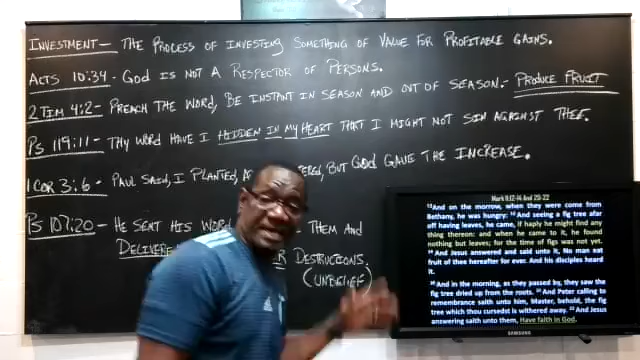 INVESTMENT - THE PROCESS OF INVESTING SOMETHING OF VALUE FOR PROFITABLE GAINS.
ACTS 10:34 - GOD IS NOT A RESPECTOR OF PERSONS.
2 TIM 4:2 - PREACH THE WORD, BE INSTANT IN SEASON AND OUT OF SEASON. - PRODUCE FRUIT
PS 119:11 - THY WORD HAVE I HIDDEN IN MY HEART THAT I MIGHT NOT SIN AGAINST THEE.
1 COR 3:6 - PAUL SAID, I PLANTED, BUT GOD GAVE THE INCREASE.
PS 107:20 - HE SENT HIS WORD THEM AND
DELIVERE DESTRUCTIONS.
(UNBELIEF)
Mark 11:12-14 And 20-22
12And on the morrow, when they were come from
Bethany, he was hungry: 13 And seeing a fig tree afar
off having leaves, he came, if haply he might find any
thing thereon: and when he came to it, he found
nothing but leaves; for the time of figs was not yet.
14 And Jesus answered and said unto it, No man eat
fruit of thee hereafter for ever. And his disciples heard
it.
20 And in the morning, as they passed by, they saw the
fig tree dried up from the roots. 21 And Peter calling to
remembrance saith unto him, Master, behold, the fig
tree which thou cursedst is withered away. 22 And Jesus
answering saith unto them, Have faith in God.
SAMSUNG